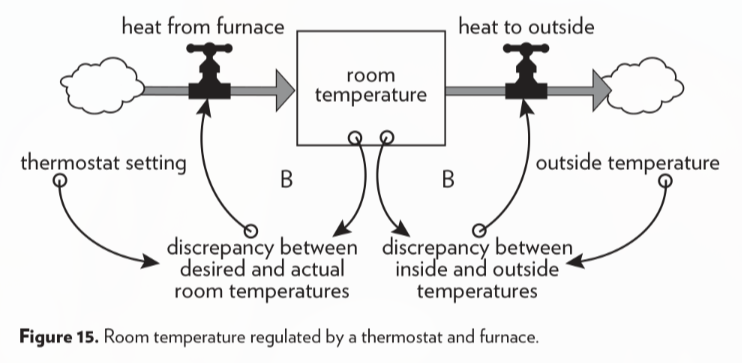 heat from furnace
heat to outside
room
temperature
thermostat setting
outside temperature
B
B
discrepancy between
desired and actual
room temperatures
discrepancy between
inside and outside
temperatures
Figure 15. Room temperature regulated by a thermostat and furnace.